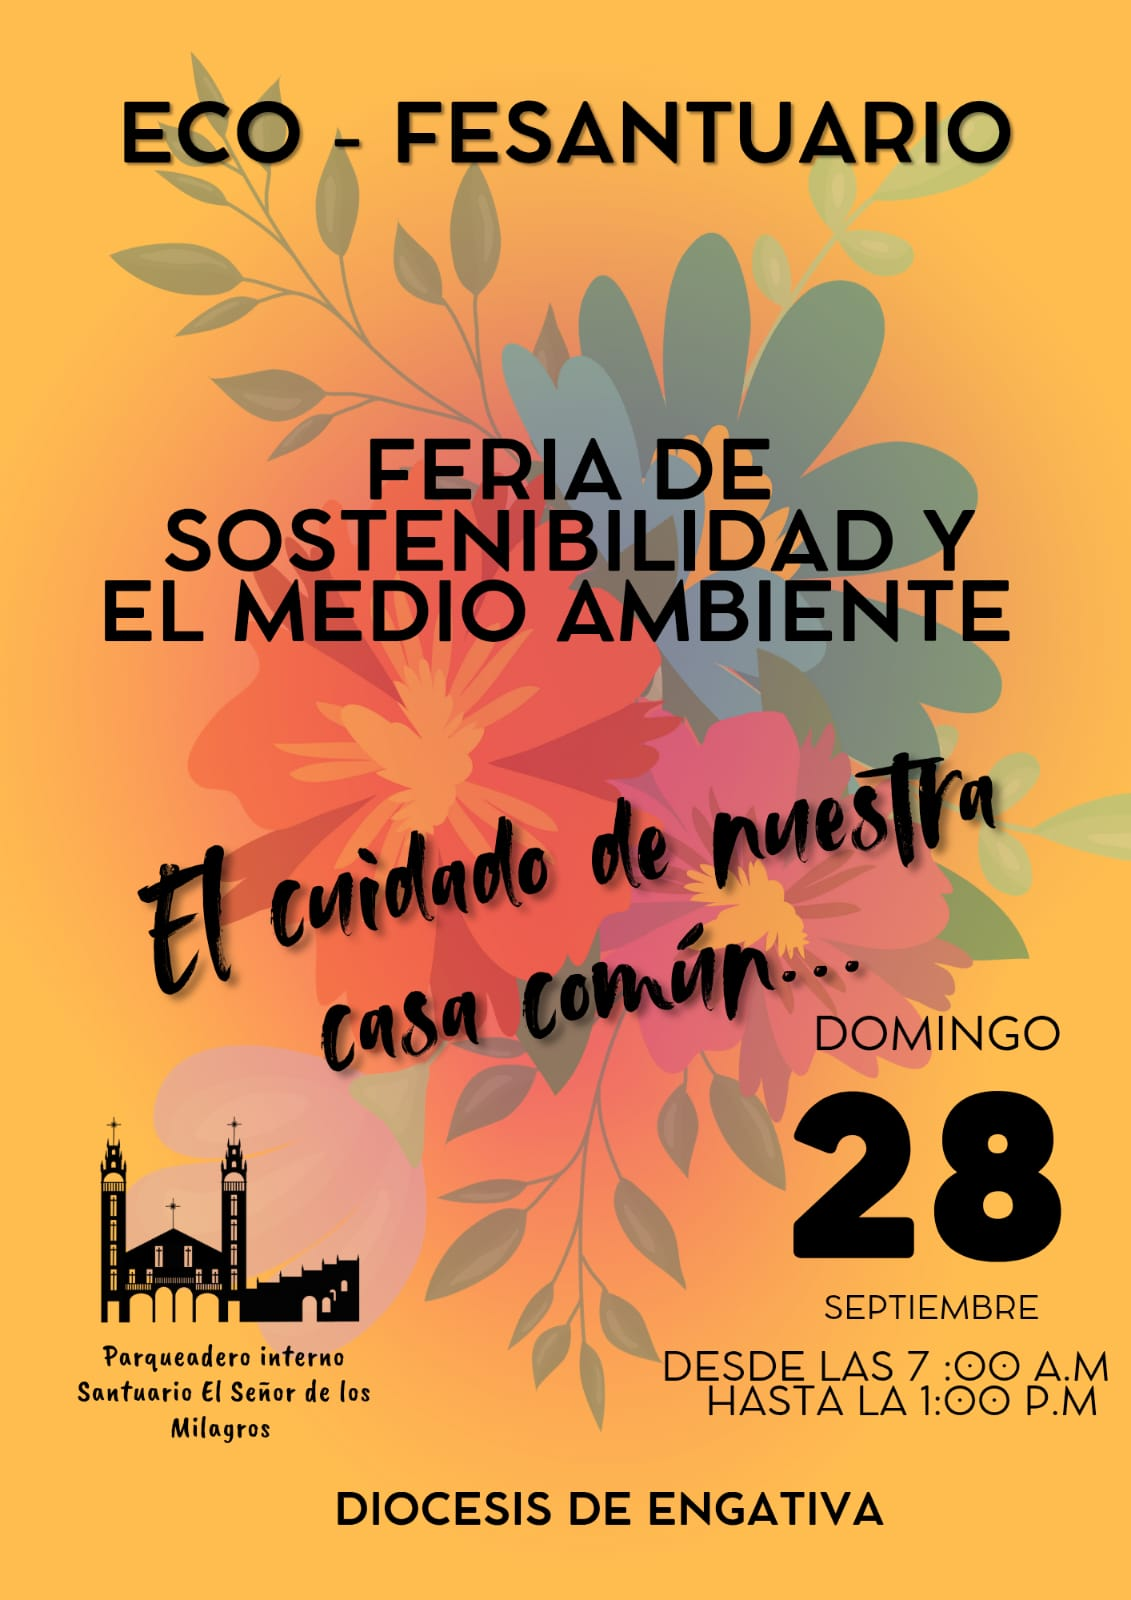 ECO - FESANTUARIO
FERIA DE
SOSTENIBILIDAD Y
EL MEDIO AMBIENTE
El cuidado de nuestra
casa común...
DOMINGO
28
SEPTIEMBRE
DESDE LAS 7 :00 A.M
HASTA LA 1:00 P.M
Parqueadero interno
Santuario El Señor de los
Milagros
DIOCESIS DE ENGATIVA